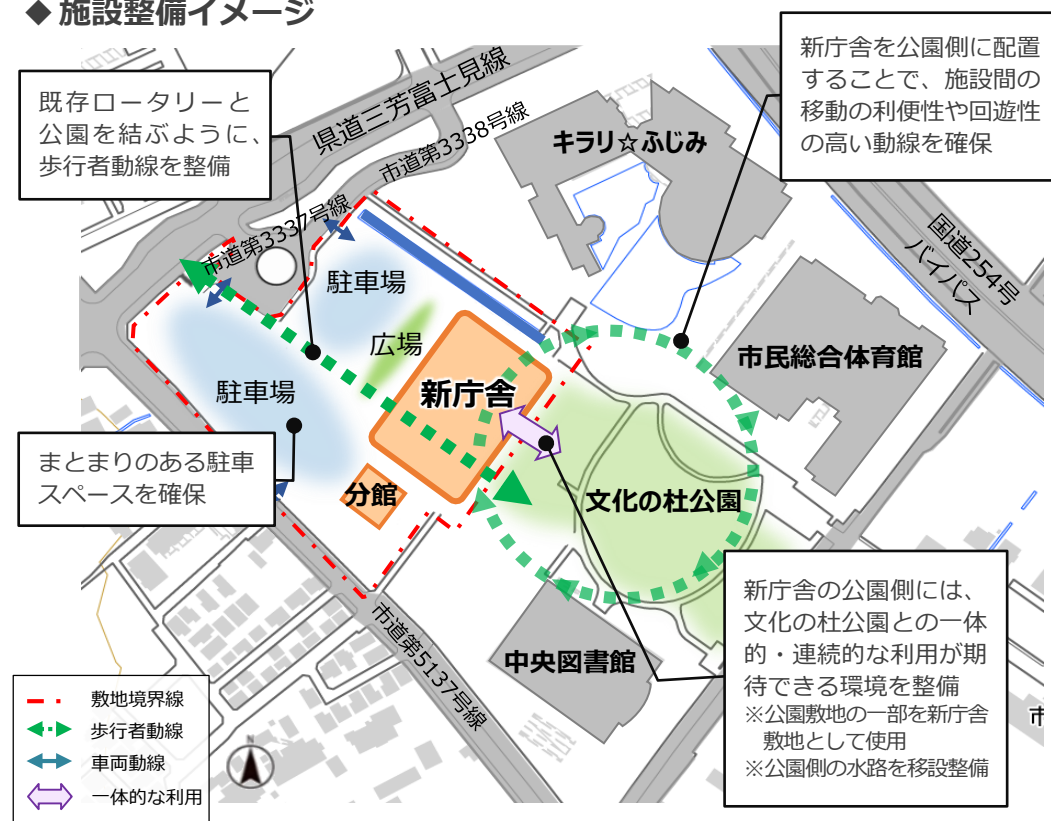 ◆ 施設整備イメージ
既存ロータリーと
公園を結ぶように、
歩行者動線を整備
新庁舎を公園側に配置
することで、施設間の
移動の利便性や回遊性
の高い動線を確保
県道三芳富士見線
市道第3338号線
市道第3337号線
キラリ☆ふじみ
国道254号
バイパス
駐車場
広場
駐車場
新庁舎
市民総合体育館
まとまりのある駐車
スペースを確保
分館
文化の杜公園
新庁舎の公園側には、
文化の杜公園との一体
的・連続的な利用が期
待できる環境を整備
※公園敷地の一部を新庁舎
敷地として使用
※公園側の水路を移設整備
市道第5137号線
中央図書館
市
敷地境界線
歩行者動線
車両動線
一体的な利用
N